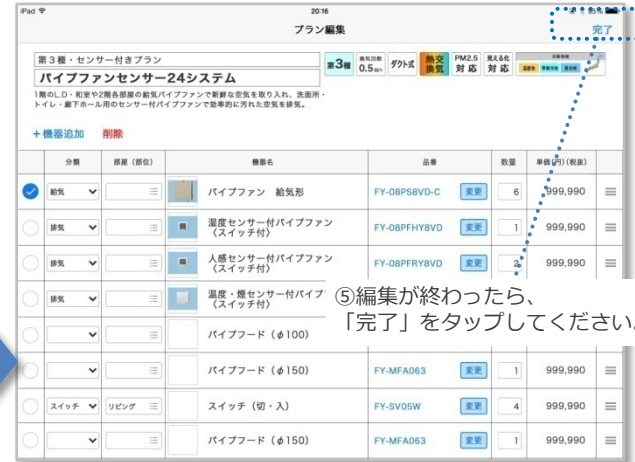 iPad
20:16
プラン編集
完了
第3種・センサー付きプラン
パイプファンセンサー24システム
第3種
換気回数
0.5回/h
ダクト式
熱交
換気
PM2.5
対応
見える化
対応
1階のL.D・和室や2階各部屋の給気パイプファンで新鮮な空気を取り入れ、洗面所・
トイレ・廊下ホール用のセンサー付パイプファンで効率的に汚れた空気を排気。
+機器追加 削除
分類 部屋（部位） 機器名 品番 数量 単価(円)(税抜)
給気 パイプファン 給気形 FY-08PSBVD-C 変更 6 999,990
排気 湿度センサー付パイプファン
〈スイッチ付〉 FY-08PFHY8VD 変更 1 999,990
排気 人感センサー付パイプファン
〈スイッチ付〉 FY-08PFRY8VD 変更 2 999,990
排気 温度・煙センサー付パイプ
〈スイッチ付〉
⑤編集が終わったら、
「完了」をタップしてください。
パイプフード（φ100）
パイプフード（φ150） FY-MFA063 変更 1 999,990
スイッチ リビング スイッチ（切・入） FY-SV05W 変更 4 999,990
パイプフード（φ150） FY-MFA063 変更 1 999,990